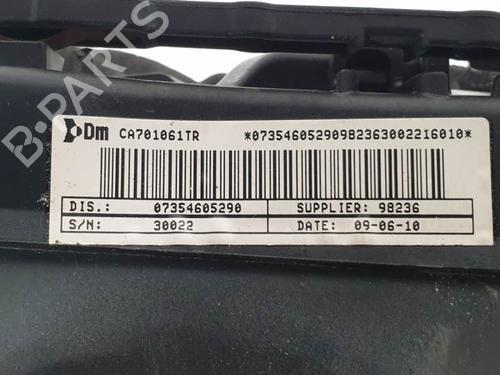 Dm CA701061TR *07354605290982363002216010*
DIS.: 07354605290 SUPPLIER: 98236
S/N: 30022 DATE: 09-06-10
B-PARTS